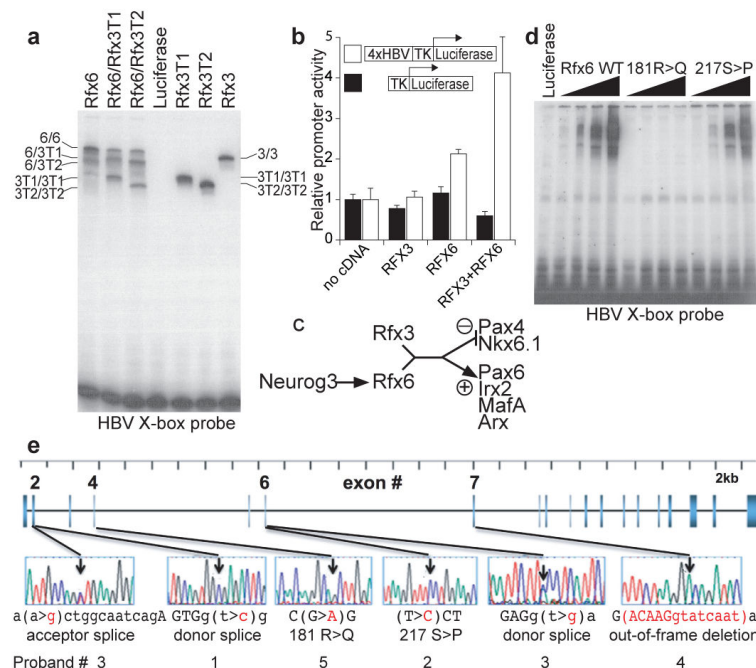 a
Rfx6
Rfx6/Rfx3T1
Rfx6/Rfx3T2
Luciferase
Rfx3T1
Rfx3T2
Rfx3
6/6
6/3T1
6/3T2
3T1/3T1
3T2/3T2
3/3
3T1/3T1
3T2/3T2
HBV X-box probe
b
Relative promoter activity
5
4
3
2
1
0
4xHBV TK Luciferase
TK Luciferase
no cDNA
RFX3
RFX6
RFX3+RFX6
c
Neurog3
Rfx3
Rfx6
⊖ Pax4
Nkx6.1
Pax6
⊕ Irx2
MafA
Arx
d
Luciferase
Rfx6 WT 181R>Q 217S>P
HBV X-box probe
e
2 4 6 exon # 7 2kb
a(a>g)ctggcaatcagA GTGg(t>c)g C(G>A)G (T>C)CT GAGg(t>g)a G(ACAAGgtatcaat)a
acceptor splice donor splice 181 R>Q 217 S>P donor splice out-of-frame deletion
Proband # 3 1 5 2 3 4